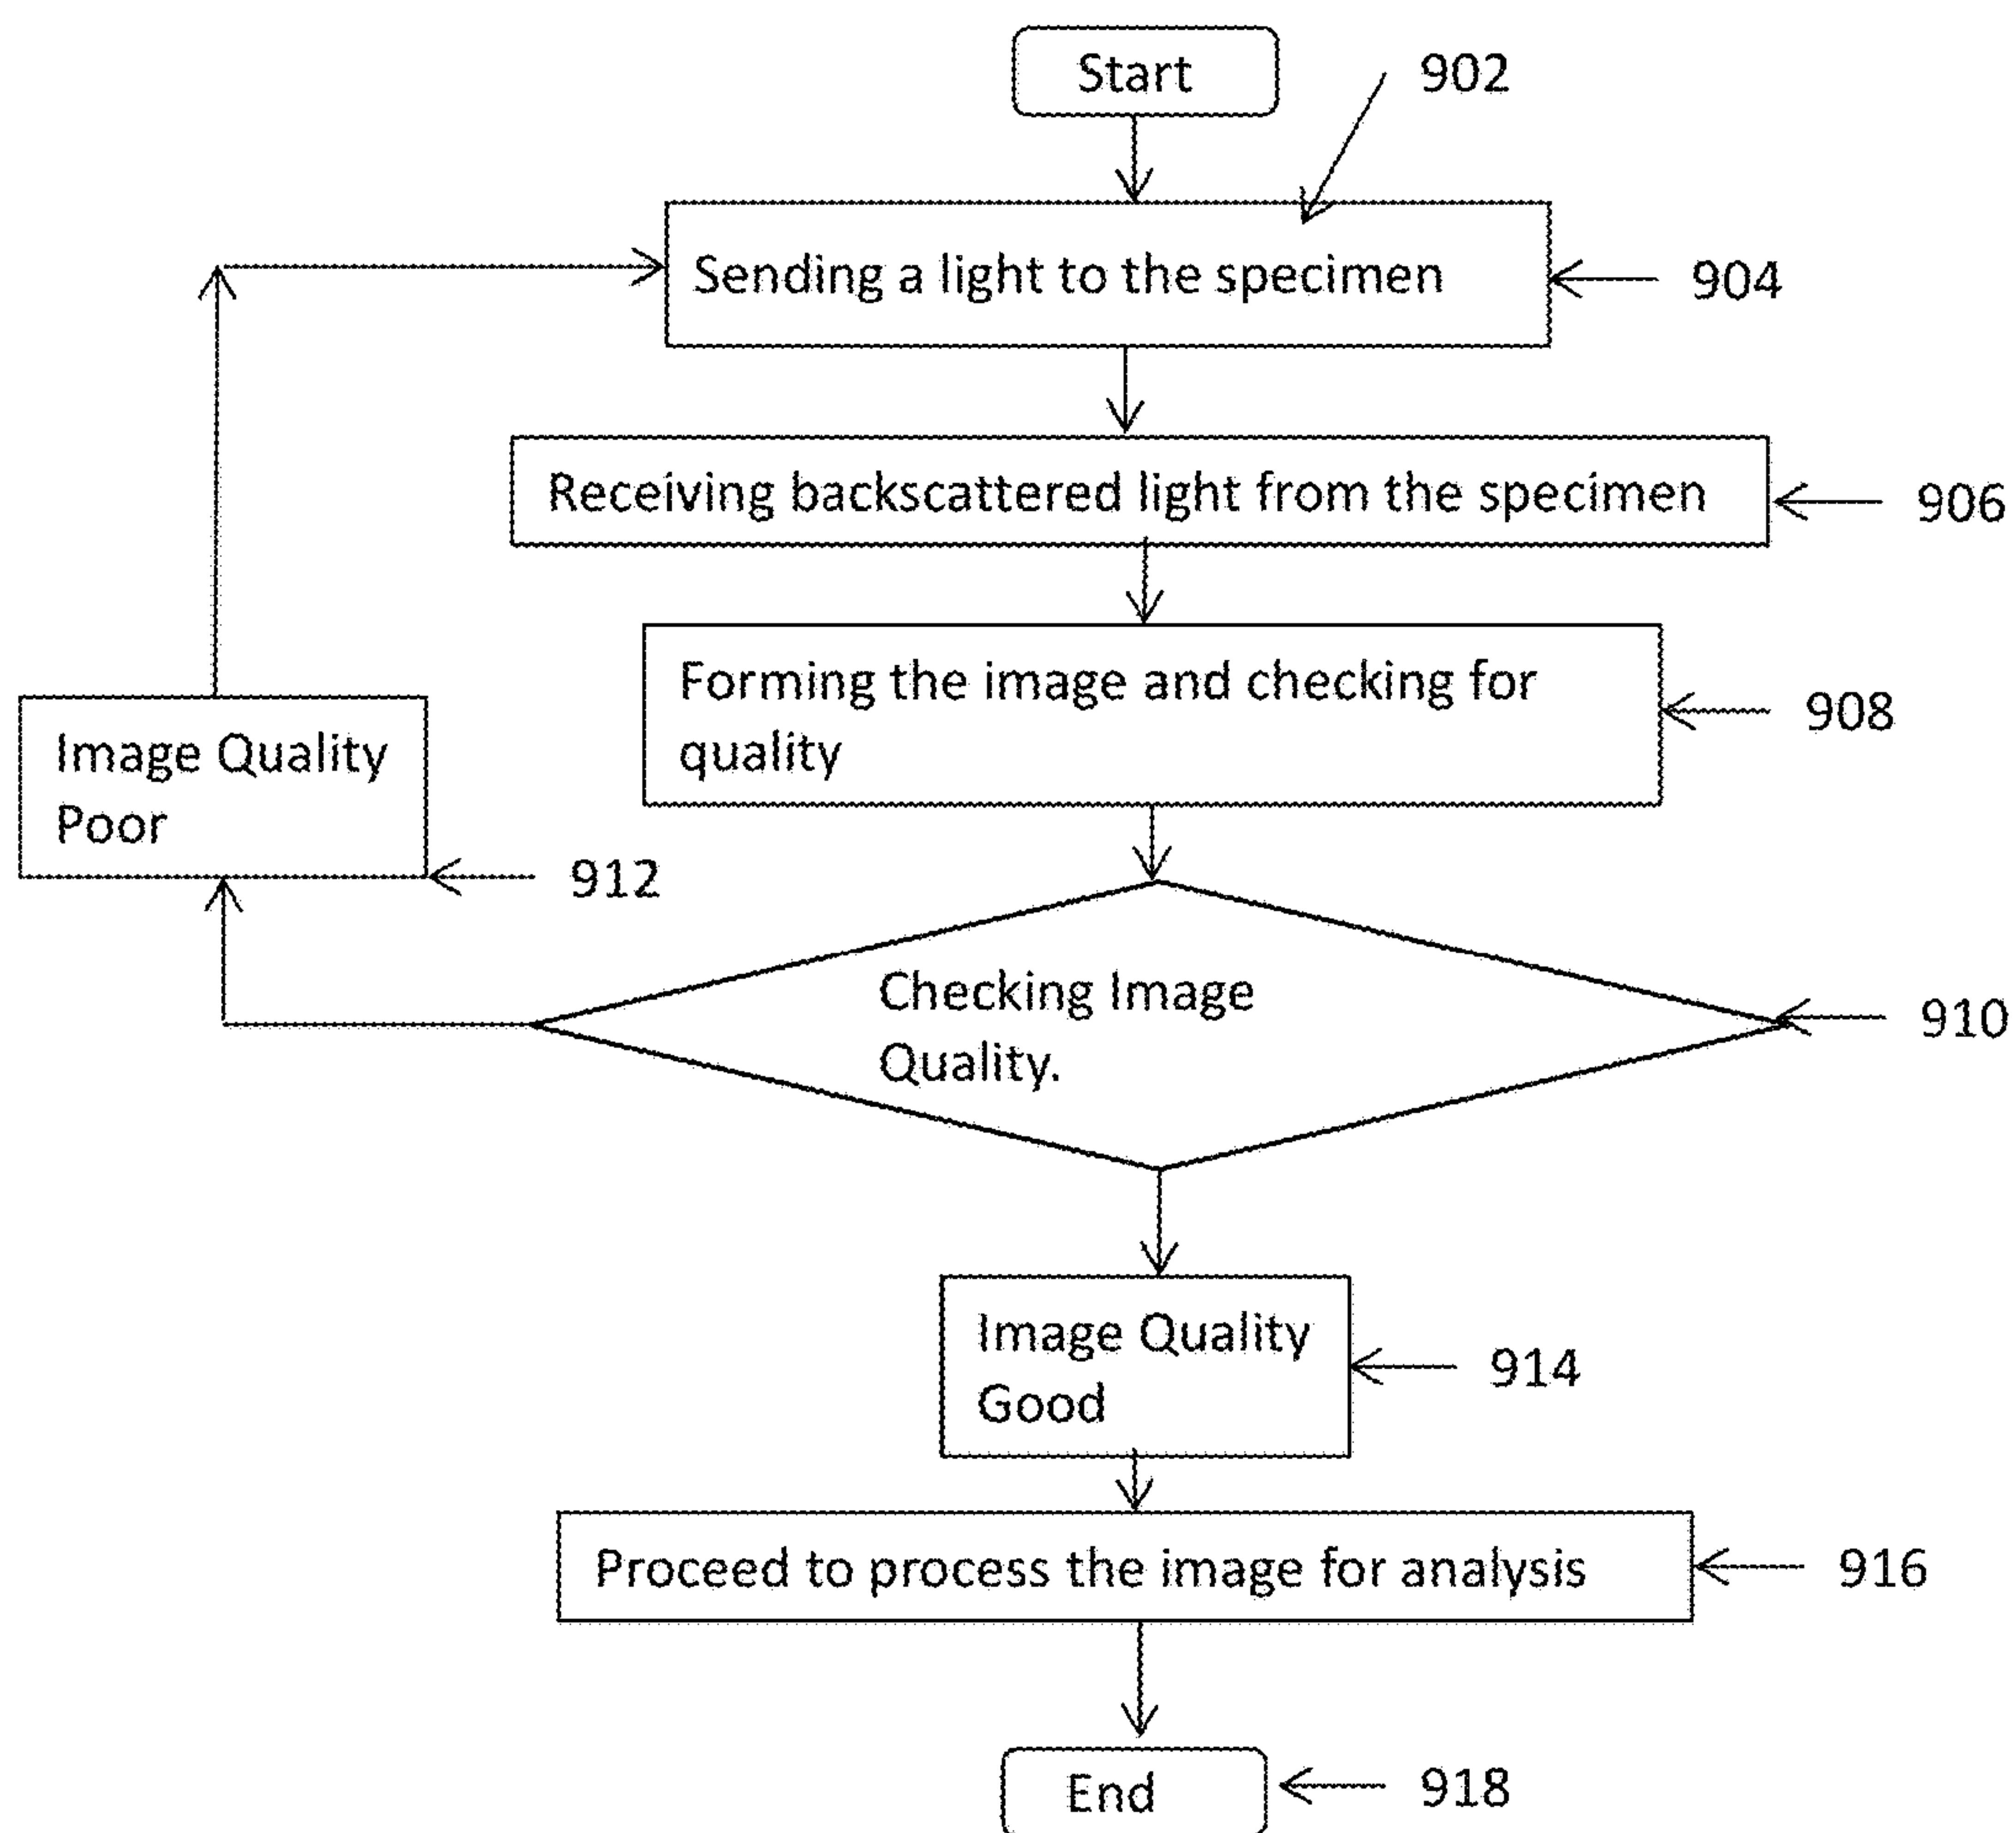 Start
902
Sending a light to the specimen
904
Receiving backscattered light from the specimen
906
Forming the image and checking for
quality
908
Image Quality
Poor
912
Checking Image
Quality.
910
Image Quality
Good
914
Proceed to process the image for analysis
916
End
918